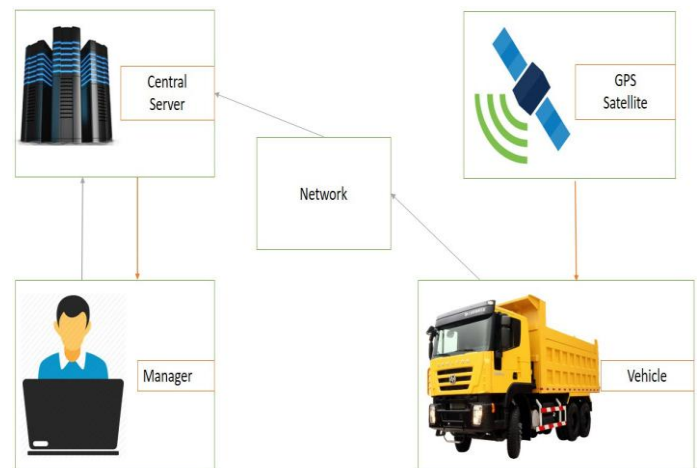 Central
Server
GPS
Satellite
Network
Manager
Vehicle